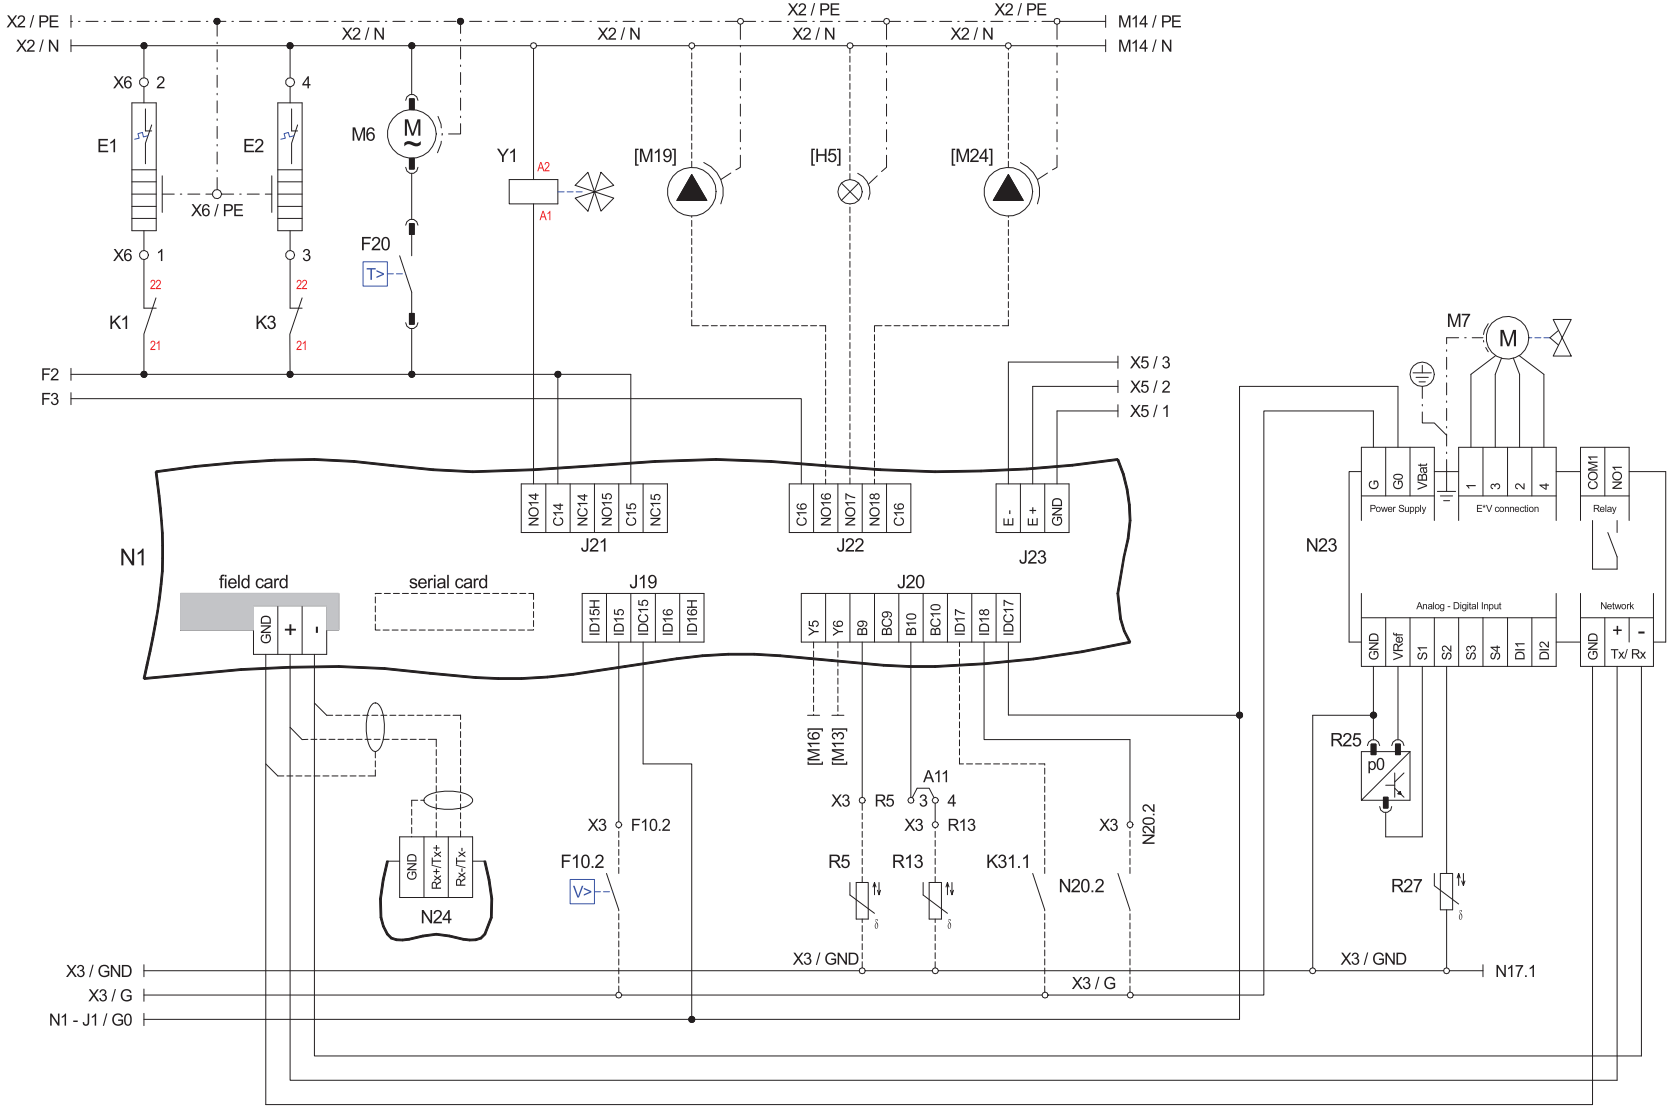 X2 / PE
X2 / PE
X2 / PE
M14 / PE
X2 / N
X2 / N
X2 / N
X2 / N
X2 / N
M14 / N
X6
2
4
E1
E2
M6
M
~
Y1
A2
A1
[M19]
[H5]
[M24]
X6 / PE
X6
1
3
F20
T>
22
22
K1
K3
21
21
M7
M
F2
F3
X5 / 3
X5 / 2
X5 / 1
N1
NO14
C14
NC14
NO15
C15
NC15
J21
C16
NO16
NO17
NO18
C16
J22
E -
E +
GND
J23
G
G0
VBat
Power Supply
1
3
2
4
E*V connection
COM1
NO1
Relay
N23
field card
GND
+
-
serial card
J19
ID15H
ID15
IDC15
ID16
ID16H
J20
Y5
Y6
B9
BC9
B10
BC10
ID17
ID18
IDC17
Analog - Digital Input
GND
VRef
S1
S2
S3
S4
DI1
DI2
Network
GND
+
-
Tx/ Rx
[M16]
[M13]
R25
p0
A11
X3
R5
3
4
X3
F10.2
X3
R13
X3
N20.2
GND
Rx+/Tx+
Rx-/Tx-
N24
F10.2
V>
R5
δ
R13
δ
K31.1
N20.2
R27
δ
X3 / GND
X3 / GND
X3 / GND
N17.1
X3 / G
X3 / G
N1 - J1 / G0